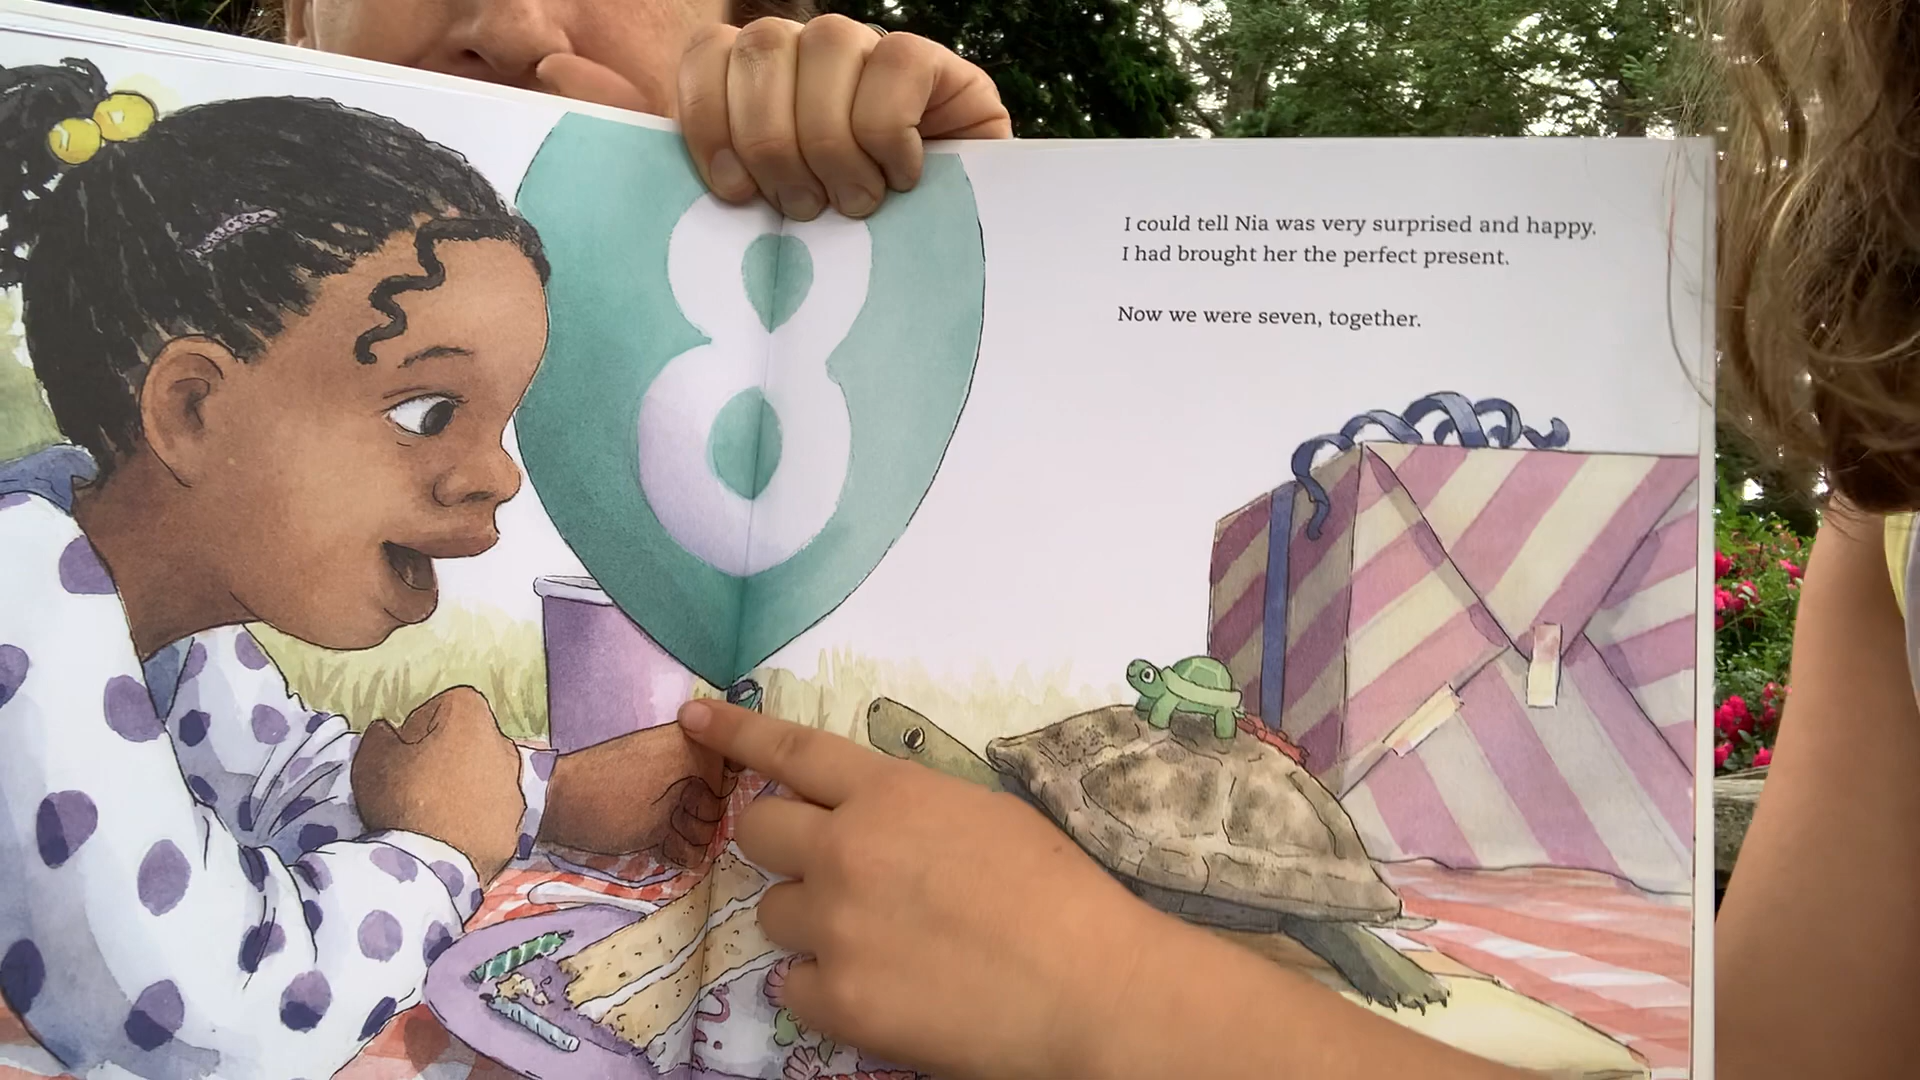 8
I could tell Nia was very surprised and happy.
I had brought her the perfect present.
Now we were seven, together.